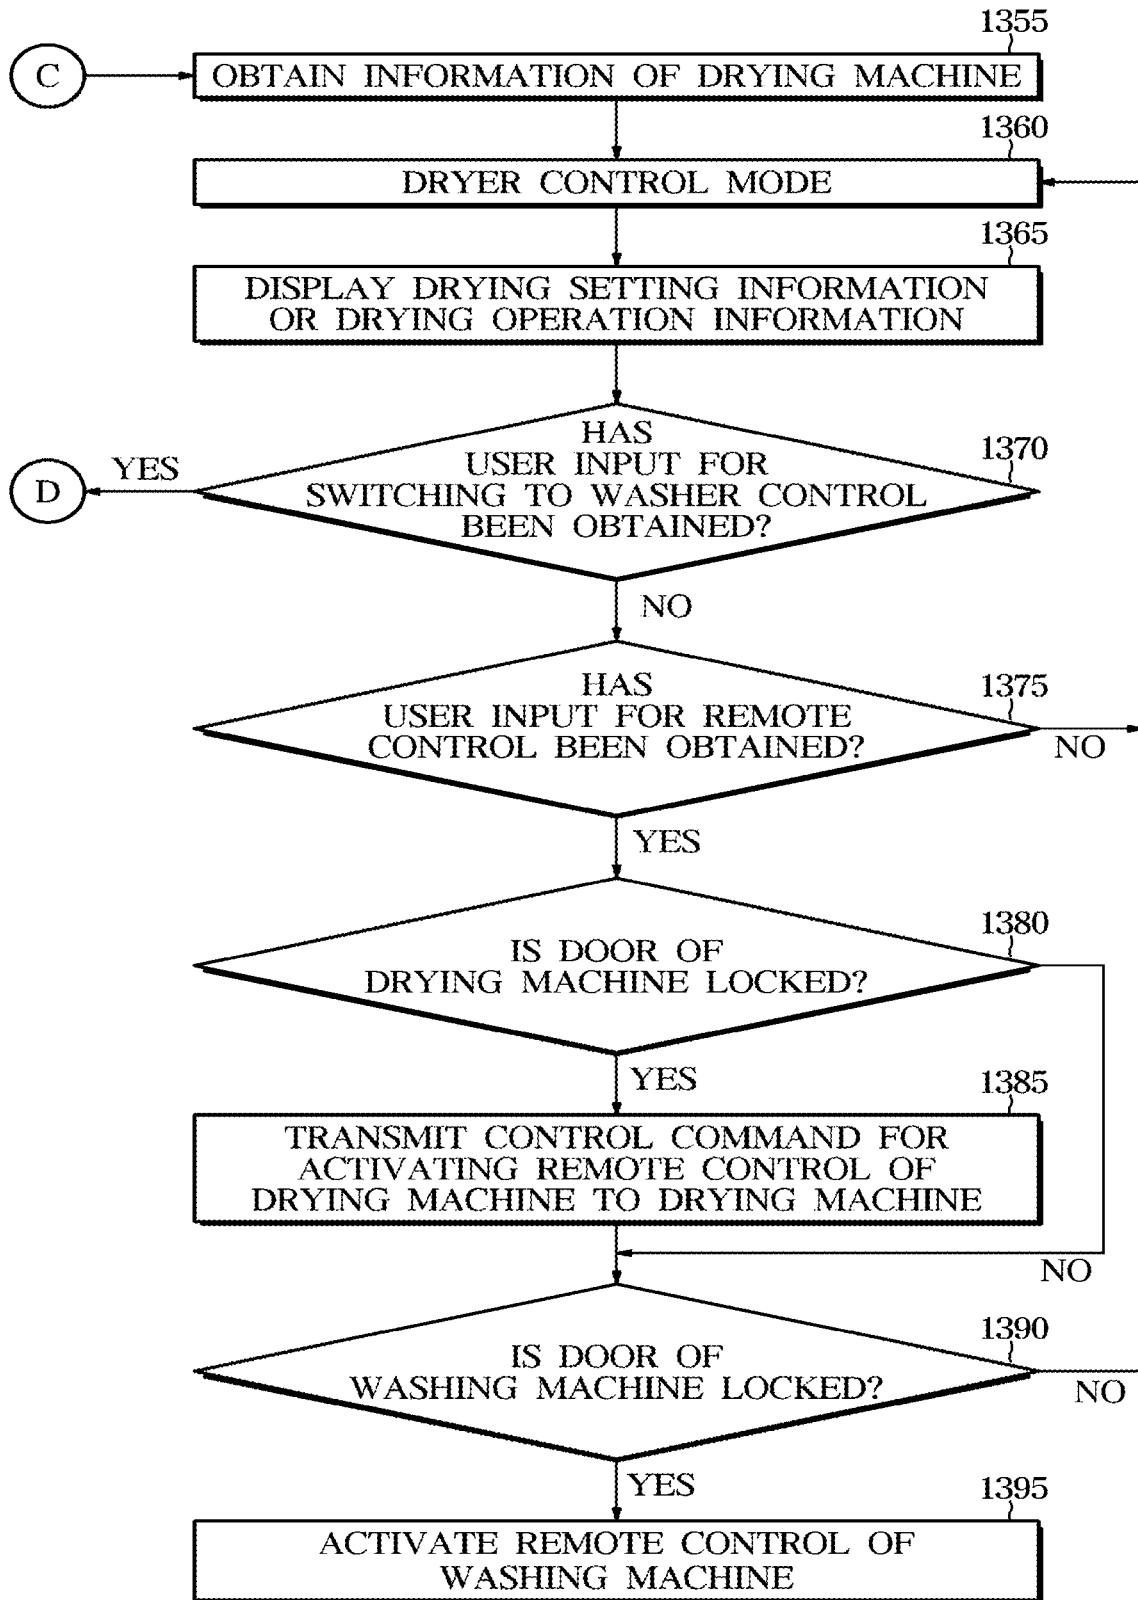 1355
C
OBTAIN INFORMATION OF DRYING MACHINE
1360
DRYER CONTROL MODE
1365
DISPLAY DRYING SETTING INFORMATION
OR DRYING OPERATION INFORMATION
HAS
USER INPUT FOR
SWITCHING TO WASHER CONTROL
BEEN OBTAINED?
1370
YES
D
NO
HAS
USER INPUT FOR REMOTE
CONTROL BEEN OBTAINED?
1375
NO
YES
IS DOOR OF
DRYING MACHINE LOCKED?
1380
YES
1385
TRANSMIT CONTROL COMMAND FOR
ACTIVATING REMOTE CONTROL OF
DRYING MACHINE TO DRYING MACHINE
NO
IS DOOR OF
WASHING MACHINE LOCKED?
1390
NO
YES
1395
ACTIVATE REMOTE CONTROL OF
WASHING MACHINE